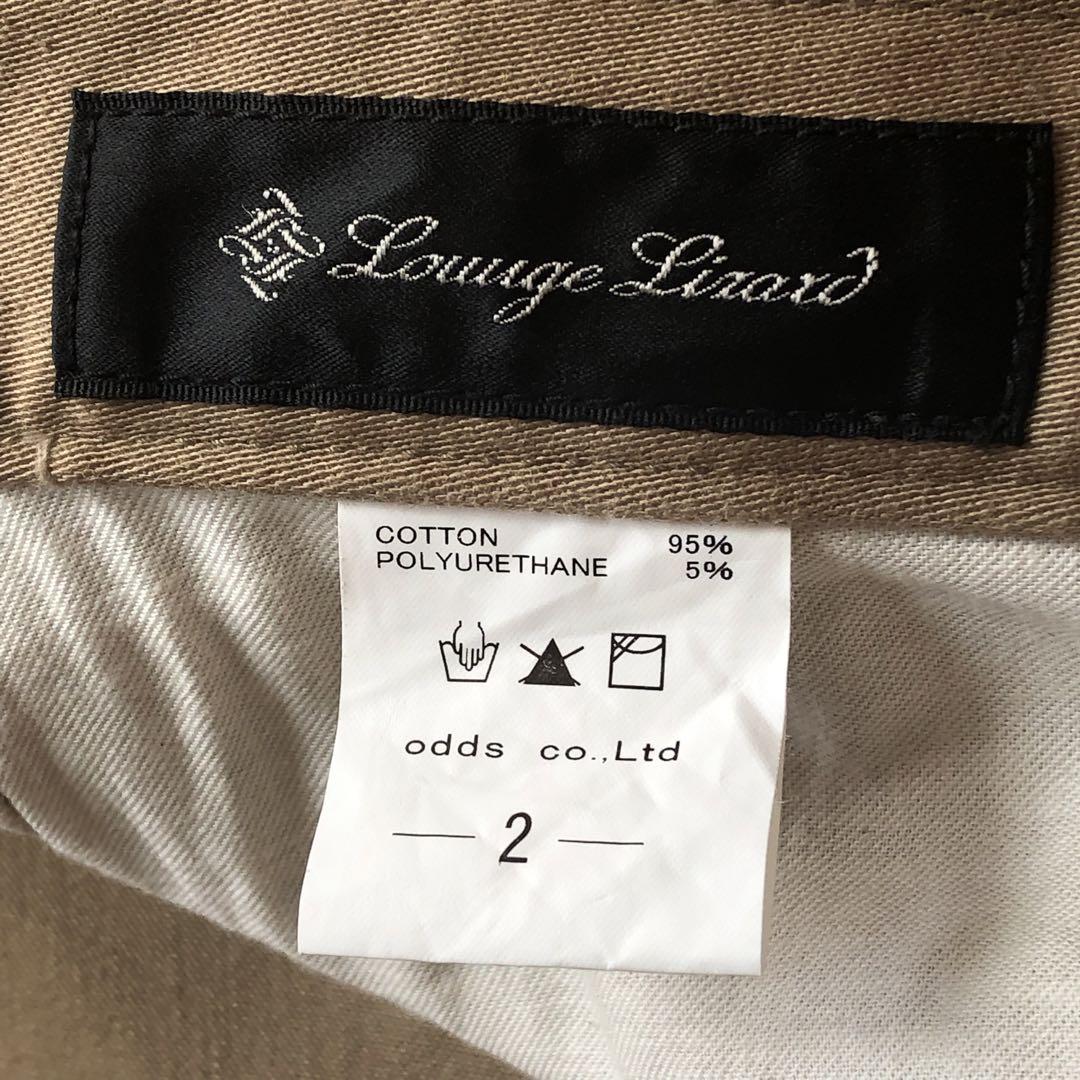 Lounge Lizard
COTTON 95%
POLYURETHANE 5%
odds co.,Ltd
— 2 —